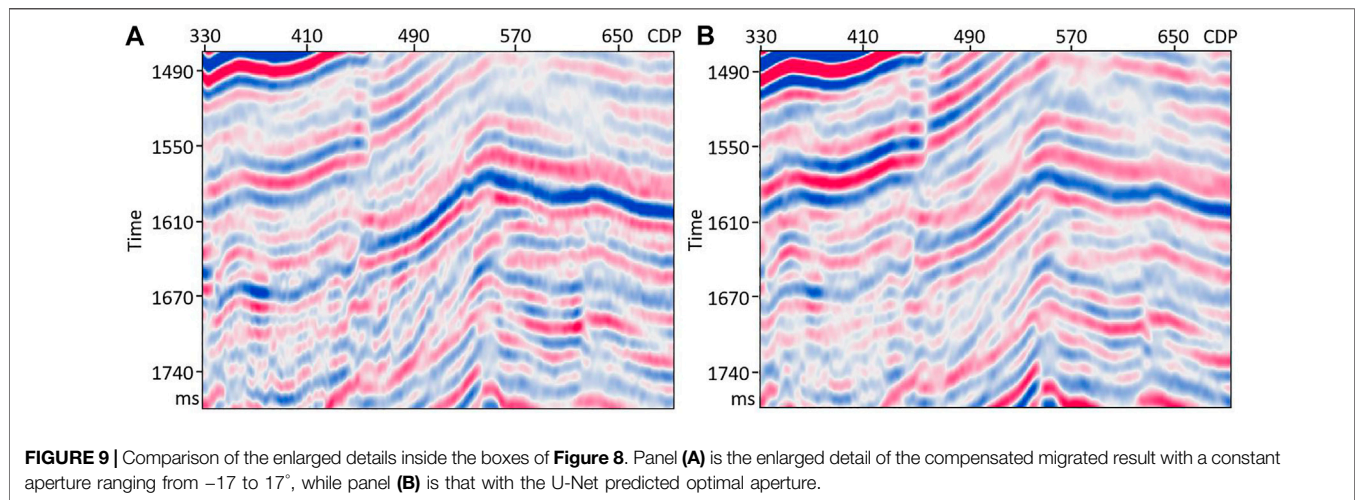 A
330 410 490 570 650 CDP
1490
1550
1610
1670
1740
ms
Time
B
330 410 490 570 650 CDP
1490
1550
1610
1670
1740
ms
Time
FIGURE 9 | Comparison of the enlarged details inside the boxes of Figure 8. Panel (A) is the enlarged detail of the compensated migrated result with a constant
aperture ranging from −17 to 17°, while panel (B) is that with the U-Net predicted optimal aperture.